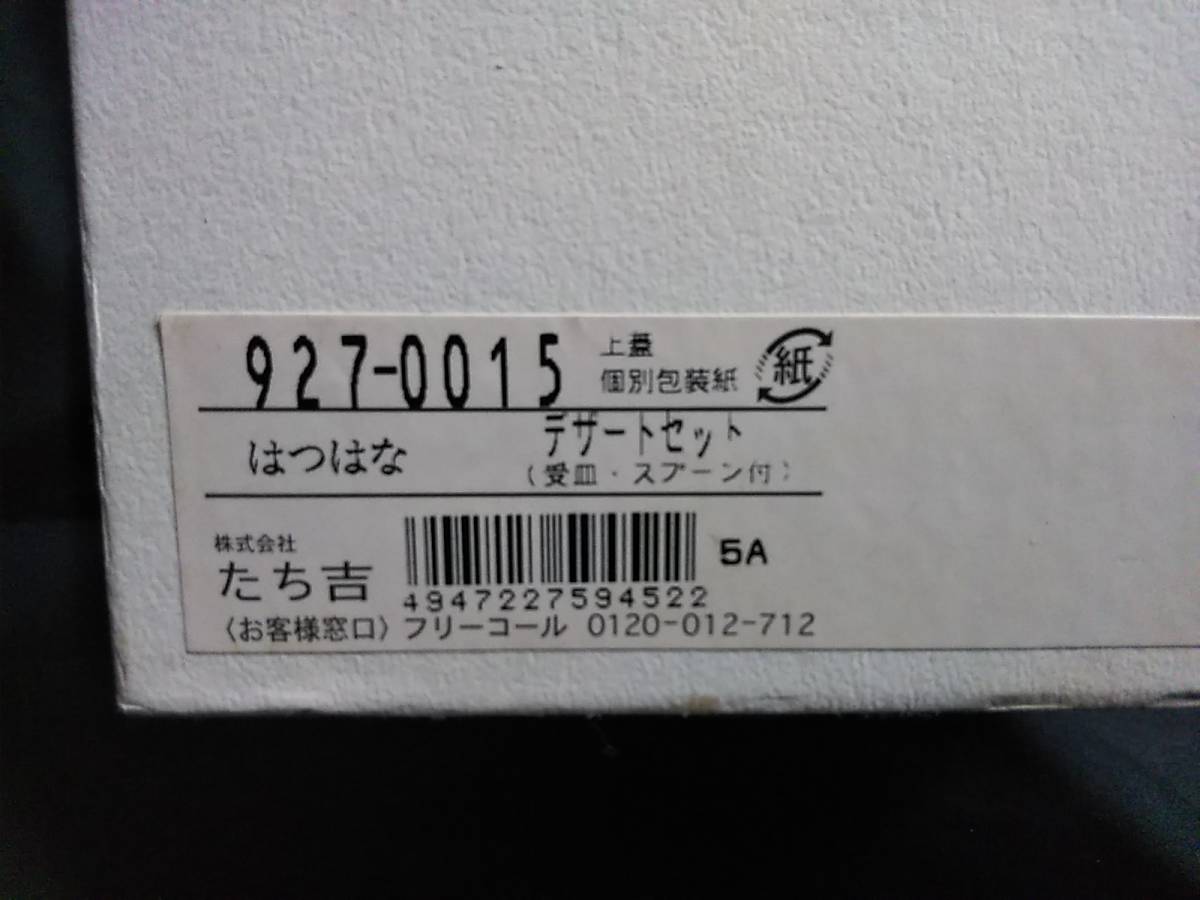 927-0015
上蓋
個別包装紙
紙
はつはな
デザートセット
(受皿・スプーン付)
株式会社
たち吉
4947227594522
5A
〈お客様窓口〉フリーコール 0120-012-712